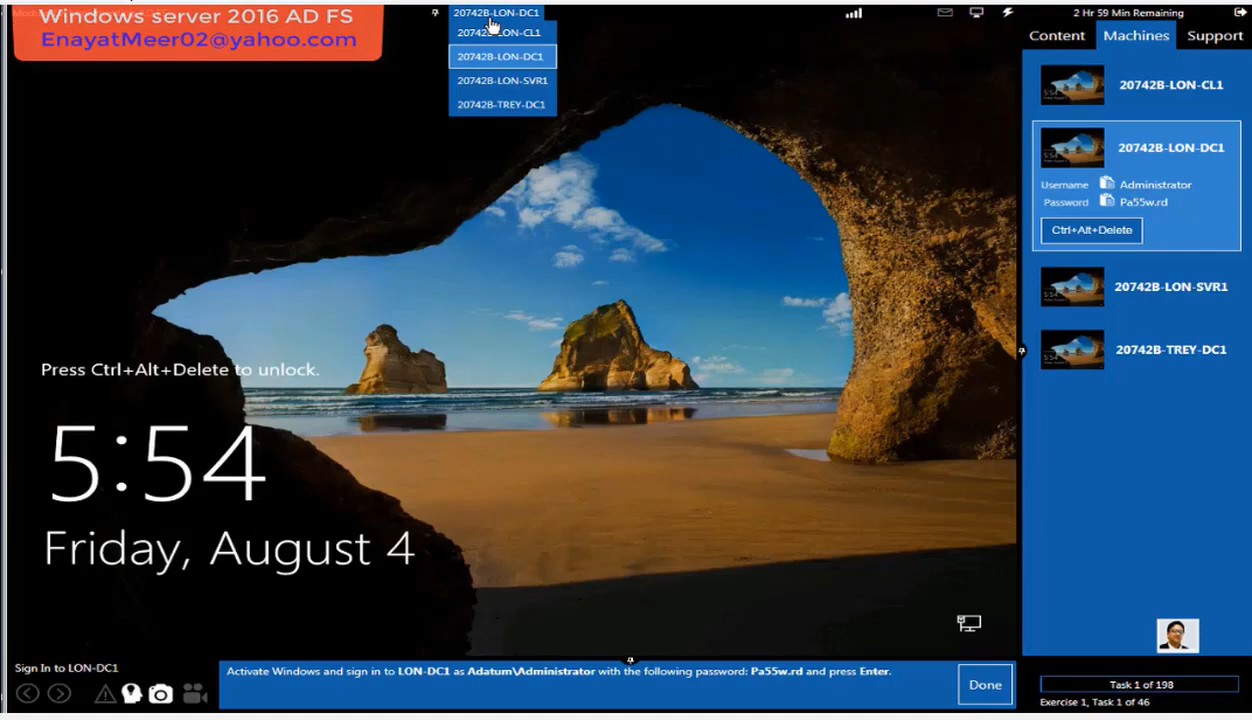 Windows server 2016 AD FS
EnayatMeer02@yahoo.com
20742B-LON-DC1
20742B-LON-CL1
20742B-LON-DC1
20742B-LON-SVR1
20742B-TREY-DC1
2 Hr 59 Min Remaining
Content Machines Support
20742B-LON-CL1
20742B-LON-DC1
Username Administrator
Password Pa55w.rd
Ctrl+Alt+Delete
20742B-LON-SVR1
20742B-TREY-DC1
Press Ctrl+Alt+Delete to unlock.
5:54
Friday, August 4
Sign In to LON-DC1
Activate Windows and sign in to LON-DC1 as Adatum\Administrator with the following password: Pa55w.rd and press Enter.
Done
Task 1 of 198
Exercise 1, Task 1 of 46